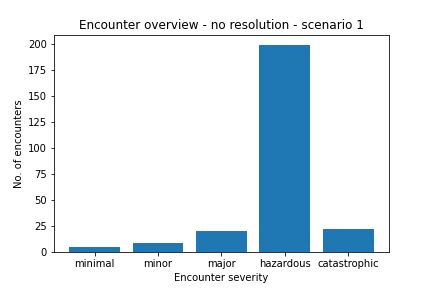 Encounter overview - no resolution - scenario 1
No. of encounters
200
175
150
125
100
75
50
25
0
minimal minor major hazardous catastrophic
Encounter severity